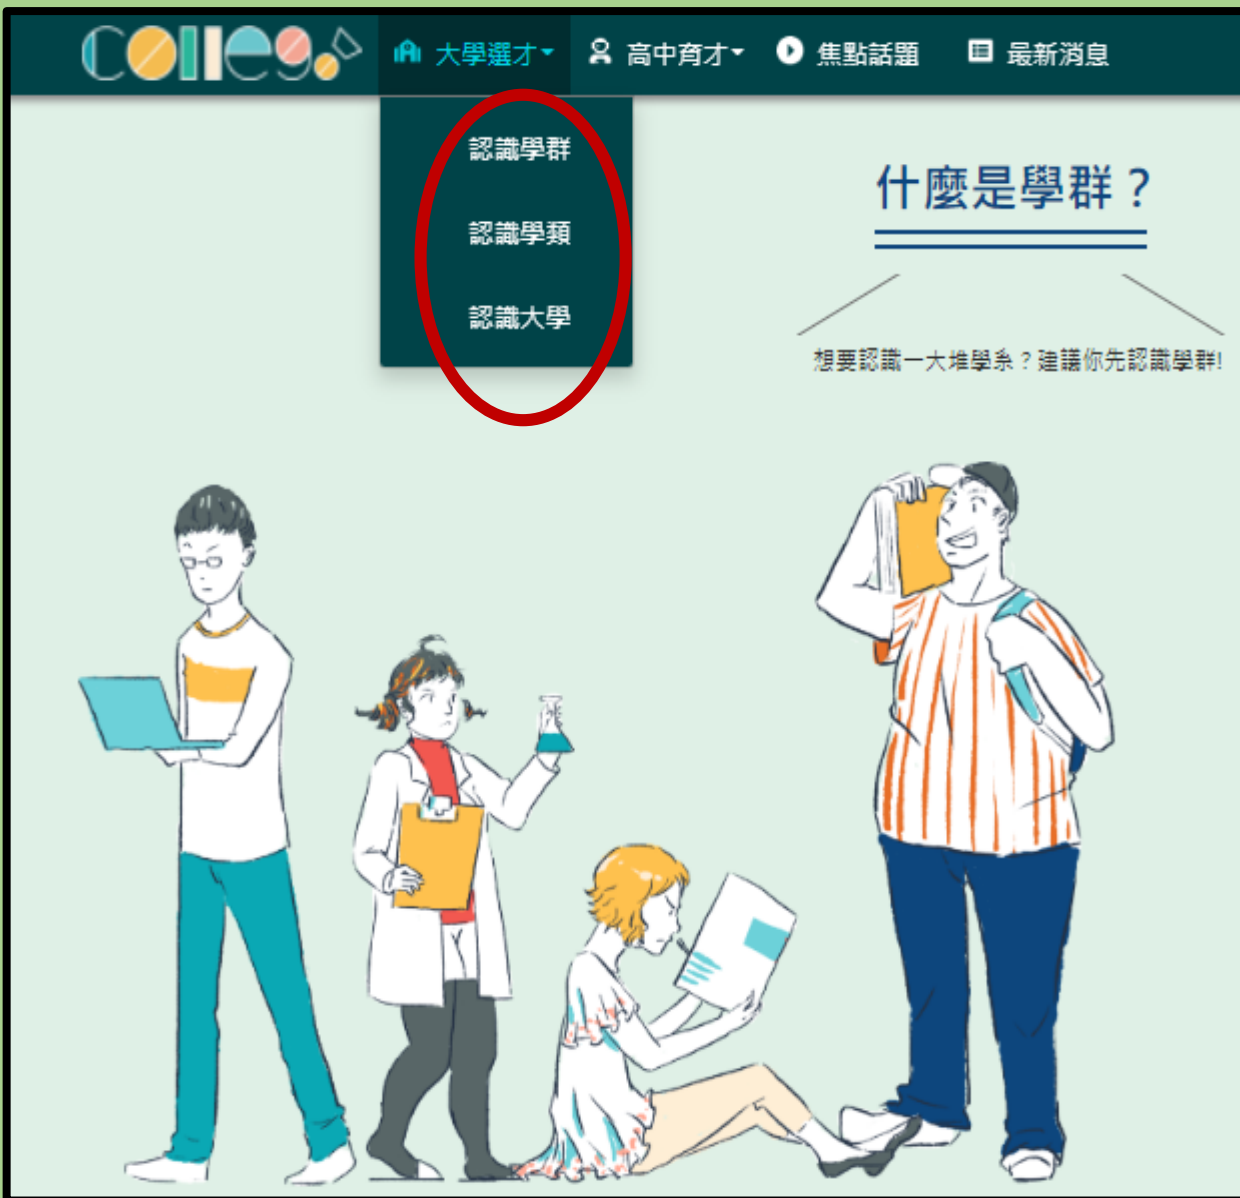 Colleg
大學選才 高中育才 焦點話題 最新消息
認識學群
認識學類
認識大學
什麼是學群？
想要認識一大堆學系？建議你先認識學群!